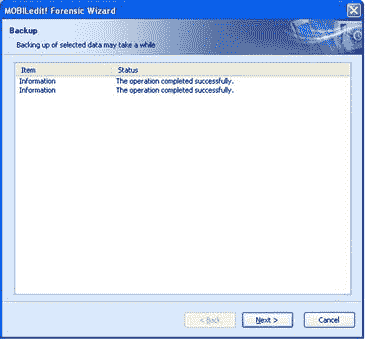 MOBILedit! Forensic Wizard
Backup
Backing up of selected data may take a while
Item Status
Information The operation completed successfully.
Information The operation completed successfully.
< Back Next > Cancel